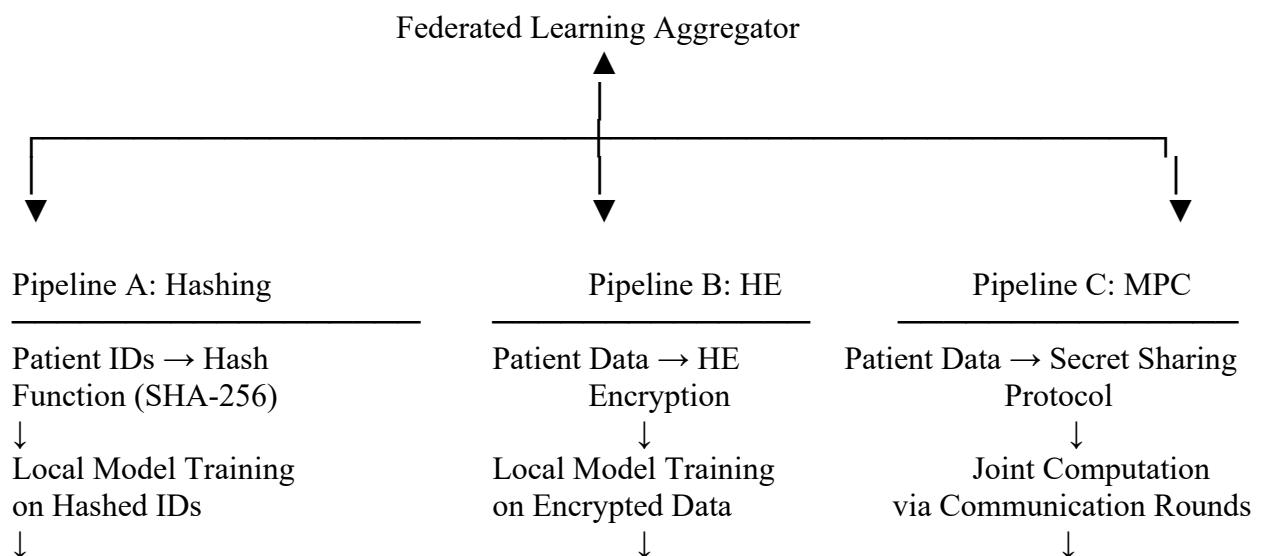 Federated Learning Aggregator
Pipeline A: Hashing
Pipeline B: HE
Pipeline C: MPC
Patient IDs → Hash
Function (SHA-256)
↓
Local Model Training
on Hashed IDs
↓
Patient Data → HE
Encryption
↓
Local Model Training
on Encrypted Data
↓
Patient Data → Secret Sharing
Protocol
↓
Joint Computation
via Communication Rounds
↓